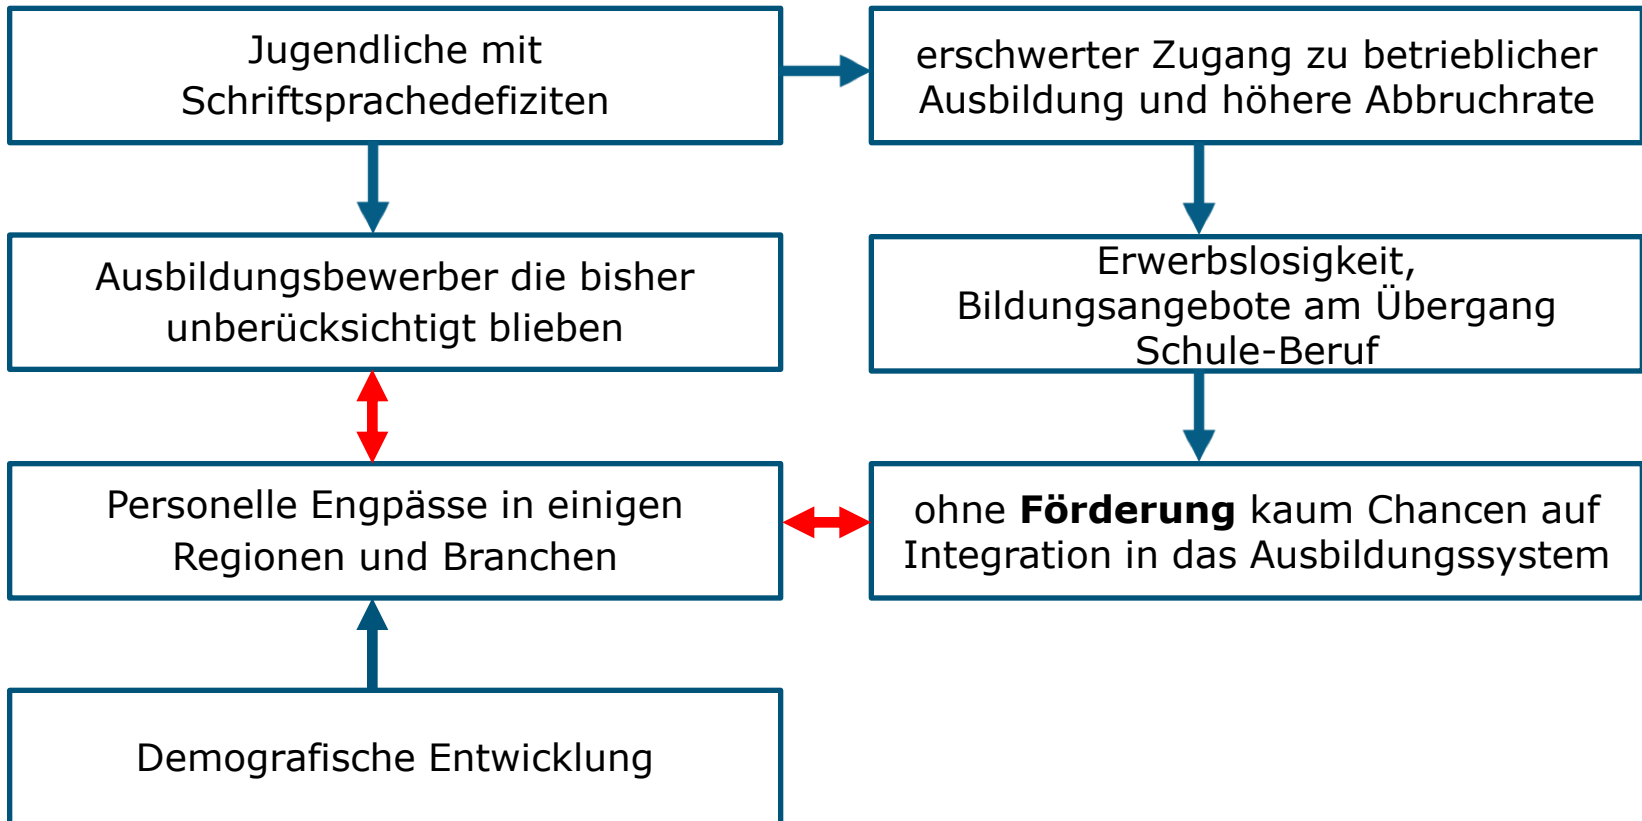 Jugendliche mit
Schriftsprachedefiziten
erschwerter Zugang zu betrieblicher
Ausbildung und höhere Abbruchrate
Ausbildungsbewerber die bisher
unberücksichtigt blieben
Erwerbslosigkeit,
Bildungsangebote am Übergang
Schule-Beruf
Personelle Engpässe in einigen
Regionen und Branchen
ohne Förderung kaum Chancen auf
Integration in das Ausbildungssystem
Demografische Entwicklung